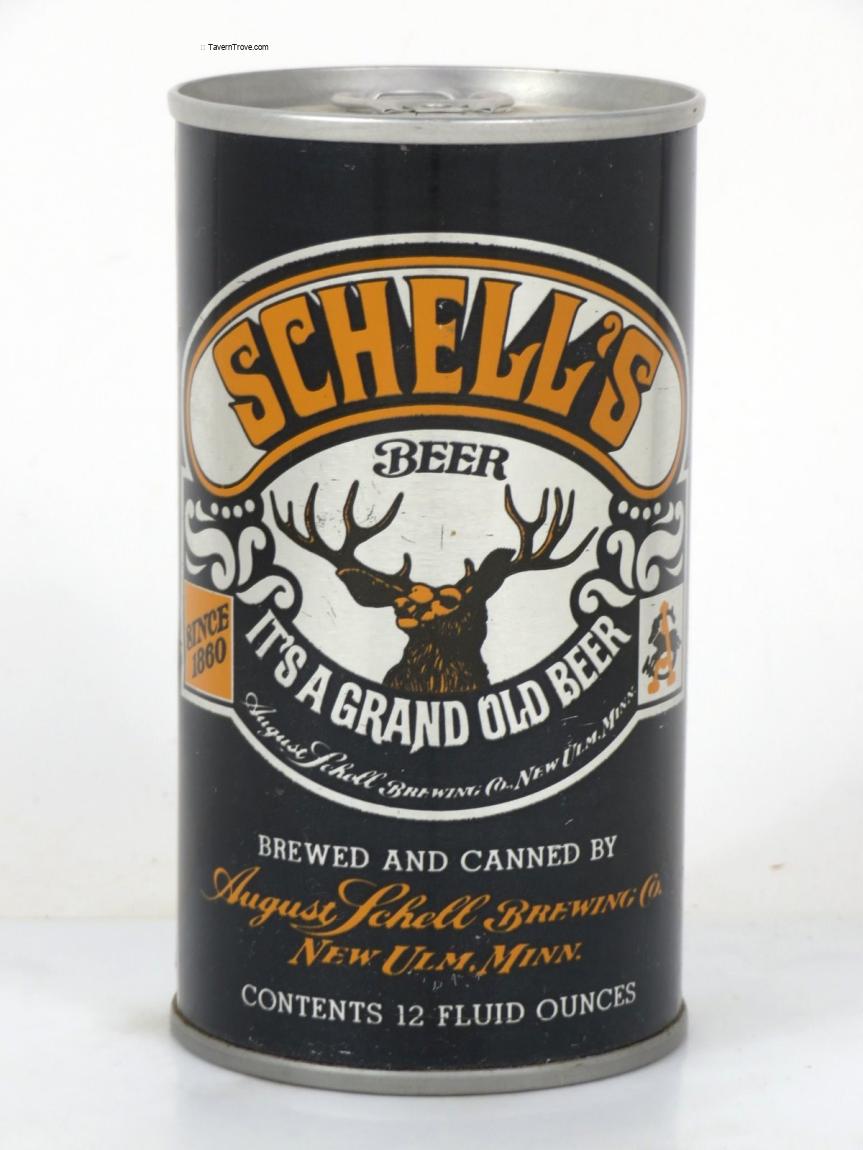 :: TavernTrove.com
SCHELL'S
BEER
SINCE
1860
A
IT'S A GRAND OLD BEER
August Schell BREWING CO., NEW ULM, MINN.
BREWED AND CANNED BY
August Schell BREWING CO.
NEW ULM, MINN.
CONTENTS 12 FLUID OUNCES